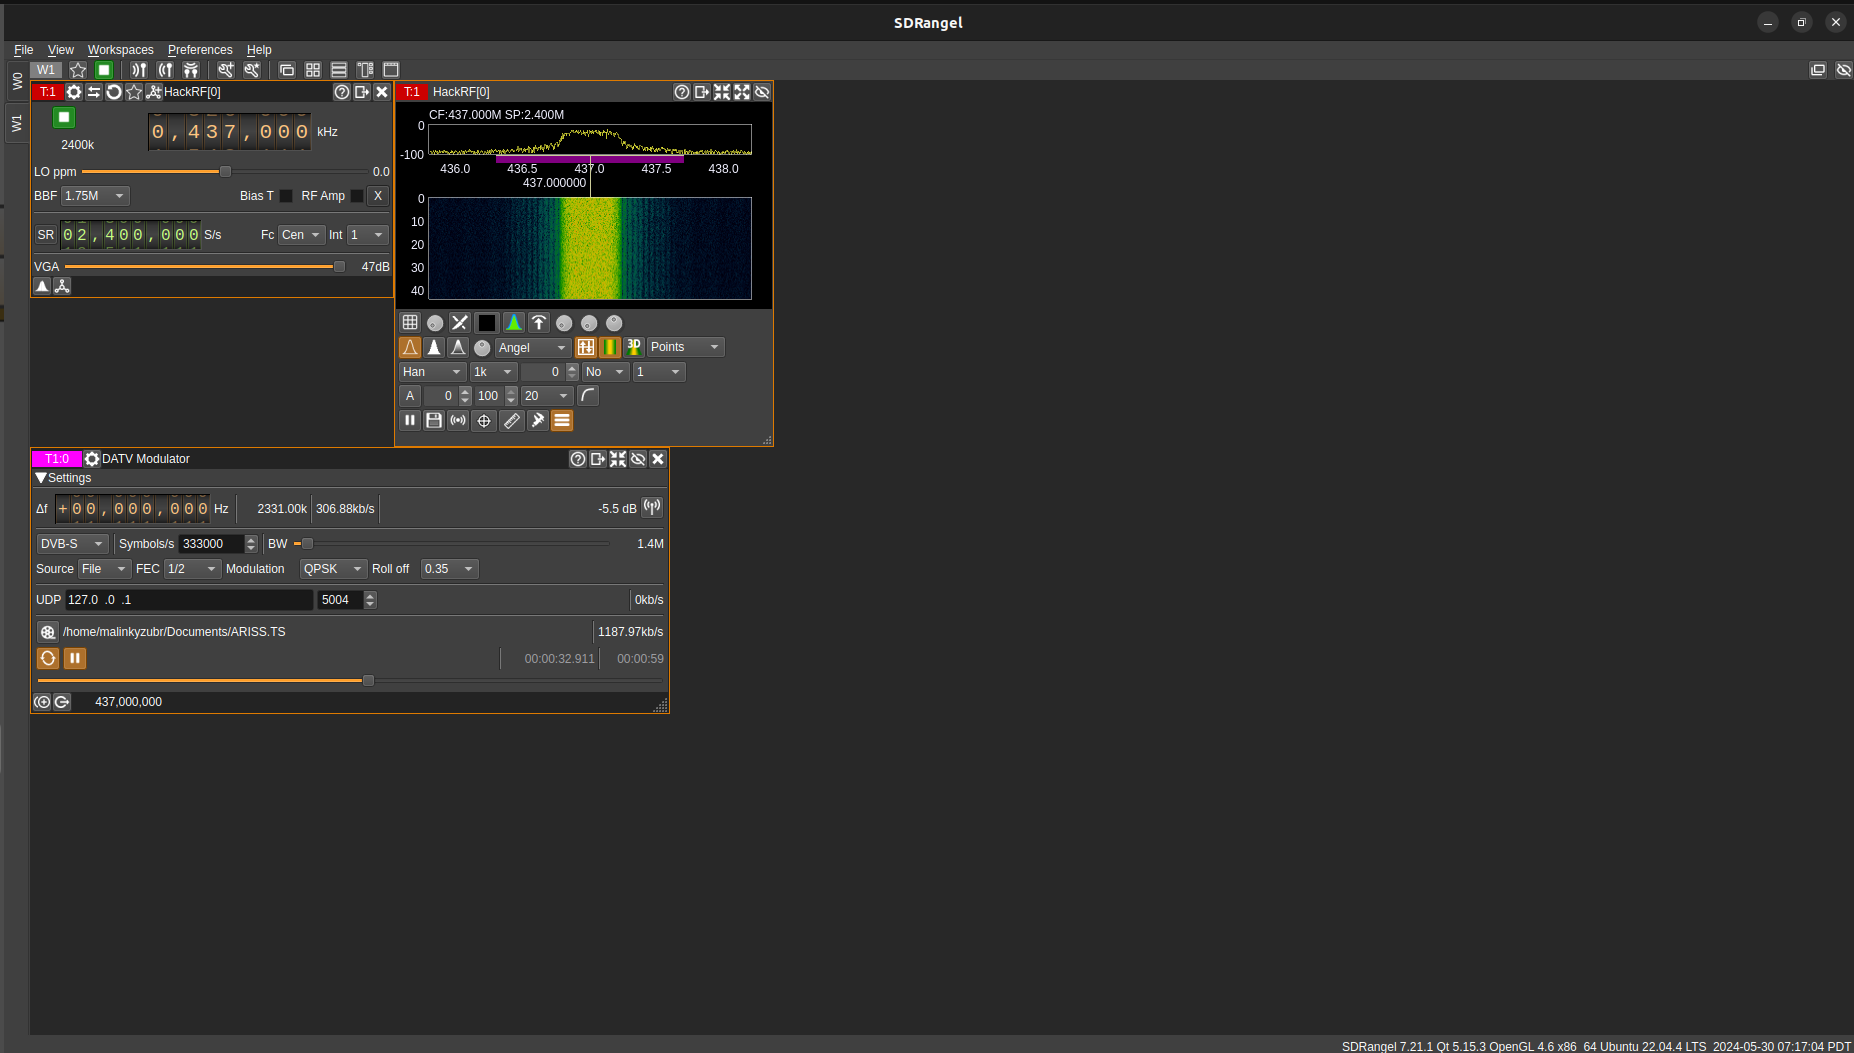 SDRangel
File View Workspaces Preferences Help
W0 W1
W1
T:1 HackRF[0]
2400k 0,437,000 kHz
LO ppm 0.0
BBF 1.75M Bias T RF Amp X
SR 02,400,000 S/s Fc Cen Int 1
VGA 47dB
T:1 HackRF[0]
CF:437.000M SP:2.400M
0
-100
436.0 436.5 437.0 437.5 438.0
437.000000
0
10
20
30
40
Angel 3D Points
Han 1k 0 No 1
A 0 100 20
T1:0 DATV Modulator
Settings
Δf +00,000,000 Hz 2331.00k 306.88kb/s -5.5 dB
DVB-S Symbols/s 333000 BW 1.4M
Source File FEC 1/2 Modulation QPSK Roll off 0.35
UDP 127.0 .0 .1 5004 0kb/s
/home/malinkyzubr/Documents/ARISS.TS 1187.97kb/s
00:00:32.911 00:00:59
437,000,000
SDRangel 7.21.1 Qt 5.15.3 OpenGL 4.6 x86_64 Ubuntu 22.04.4 LTS 2024-05-30 07:17:04 PDT